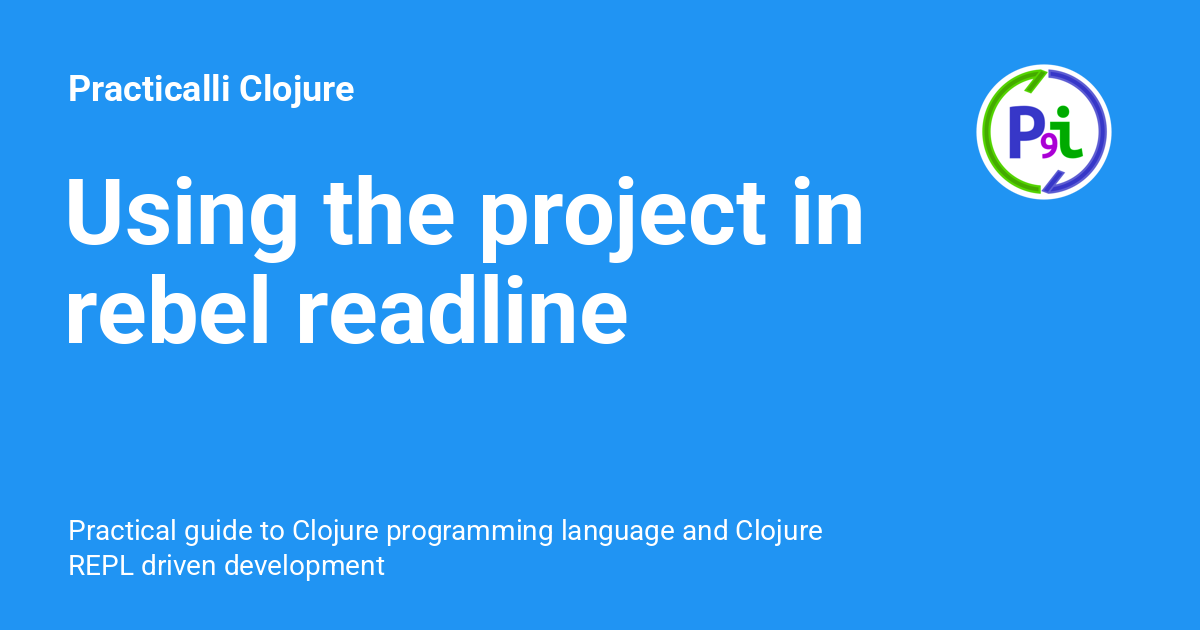 Practicalli Clojure
P9i
Using the project in
rebel readline
Practical guide to Clojure programming language and Clojure
REPL driven development